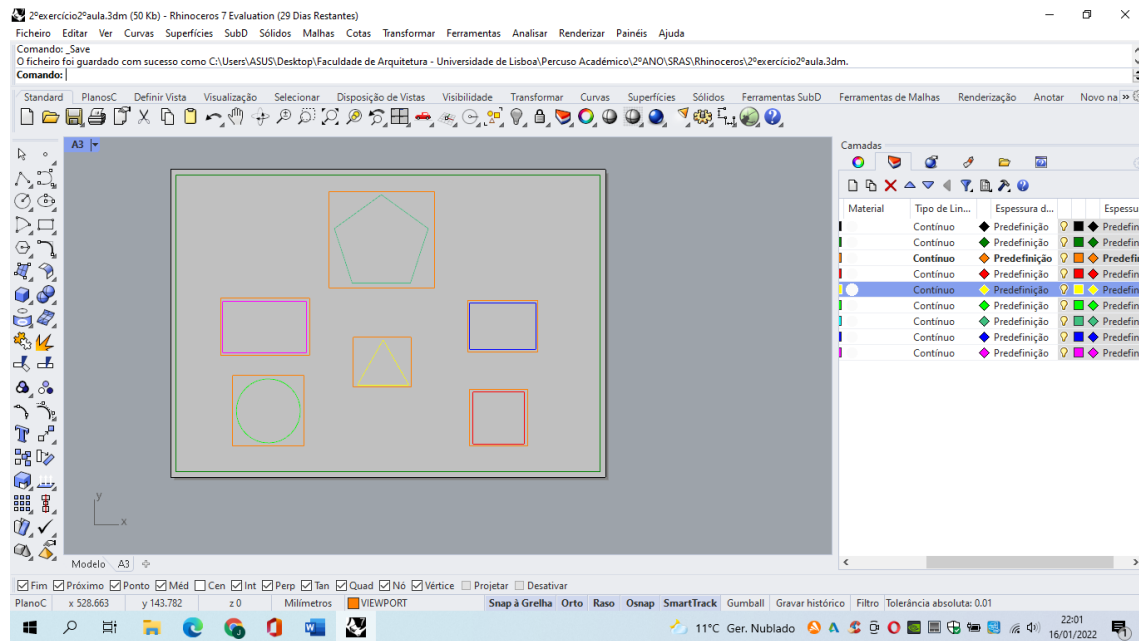 2ºexercício2ºaula.3dm (50 Kb) - Rhinoceros 7 Evaluation (29 Dias Restantes)
Ficheiro Editar Ver Curvas Superfícies SubD Sólidos Malhas Cotas Transformar Ferramentas Analisar Renderizar Painéis Ajuda
Comando: _Save
O ficheiro foi guardado com sucesso como C:\Users\ASUS\Desktop\Faculdade de Arquitetura - Universidade de Lisboa\Percuso Académico\2ºANO\SRAS\Rhinoceros\2ºexercício2ºaula.3dm.
Comando:
Standard PlanosC Definir Vista Visualização Selecionar Disposição de Vistas Visibilidade Transformar Curvas Superfícies Sólidos Ferramentas SubD Ferramentas de Malhas Renderização Anotar Novo na »
A3
Camadas
Material Tipo de Lin... Espessura d... Espessu
Contínuo Predefinição Predefin
Contínuo Predefinição Predefin
Contínuo Predefinição Predefin
Contínuo Predefinição Predefin
Contínuo Predefinição Predefin
Contínuo Predefinição Predefin
Contínuo Predefinição Predefin
Contínuo Predefinição Predefin
Contínuo Predefinição Predefin
y
x
Modelo A3
Fim Próximo Ponto Méd Cen Int Perp Tan Quad Nó Vértice Projetar Desativar
PlanoC x 528.663 y 143.782 z 0 Milímetros VIEWPORT Snap à Grelha Orto Raso Osnap SmartTrack Gumball Gravar histórico Filtro Tolerância absoluta: 0.01
11°C Ger. Nublado 22:01
16/01/2022